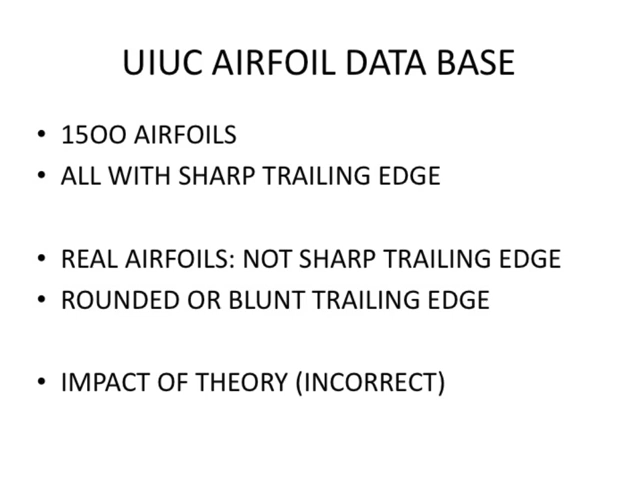 UIUC AIRFOIL DATA BASE
• 15OO AIRFOILS
• ALL WITH SHARP TRAILING EDGE
• REAL AIRFOILS: NOT SHARP TRAILING EDGE
• ROUNDED OR BLUNT TRAILING EDGE
• IMPACT OF THEORY (INCORRECT)